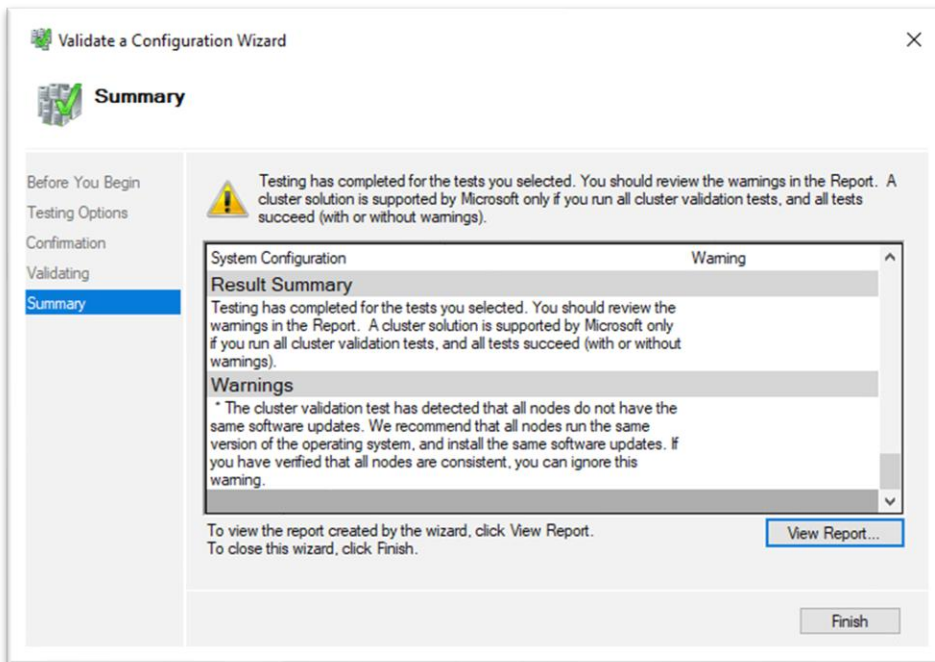 Validate a Configuration Wizard
Summary
Before You Begin
Testing Options
Confirmation
Validating
Summary
Testing has completed for the tests you selected. You should review the warnings in the Report. A
cluster solution is supported by Microsoft only if you run all cluster validation tests, and all tests
succeed (with or without warnings).
System Configuration Warning
Result Summary
Testing has completed for the tests you selected. You should review the
warnings in the Report. A cluster solution is supported by Microsoft only
if you run all cluster validation tests, and all tests succeed (with or without
warnings).
Warnings
* The cluster validation test has detected that all nodes do not have the
same software updates. We recommend that all nodes run the same
version of the operating system, and install the same software updates. If
you have verified that all nodes are consistent, you can ignore this
warning.
To view the report created by the wizard, click View Report.
To close this wizard, click Finish.
View Report...
Finish